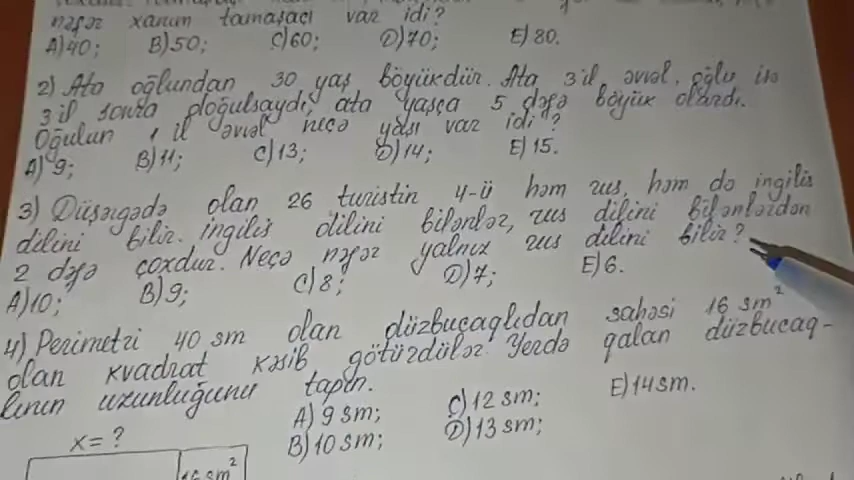 nəfər xanım tamaşaçı var idi?
A)40; B)50; C)60; D)70; E)80.
2) Ata oğlundan 30 yaş böyükdür. Ata 3 il əvvəl, oğlu isə
3 il sonra doğulsaydı, ata yaşca 5 dəfə böyük olardı.
Oğulun 1 il əvvəl neçə yaşı var idi?
A) 9; B) 11; C) 13; D) 14; E) 15.
3) Düşərgədə olan 26 turistin 4-ü həm rus, həm də ingilis
dilini bilir. İngilis dilini bilənlər, rus dilini bilənlərdən
2 dəfə çoxdur. Neçə nəfər yalnız rus dilini bilir?
A)10; B)9; C)8; D)7; E)6.
4) Perimetri 40 sm olan düzbucaqlıdan sahəsi 16 sm²
olan kvadrat kəsib götürdülər. Yerdə qalan düzbucaq-
lının uzunluğunu tapın.
A) 9 sm; C) 12 sm; E) 14 sm.
B) 10 sm; D) 13 sm;
x = ?
16 sm²